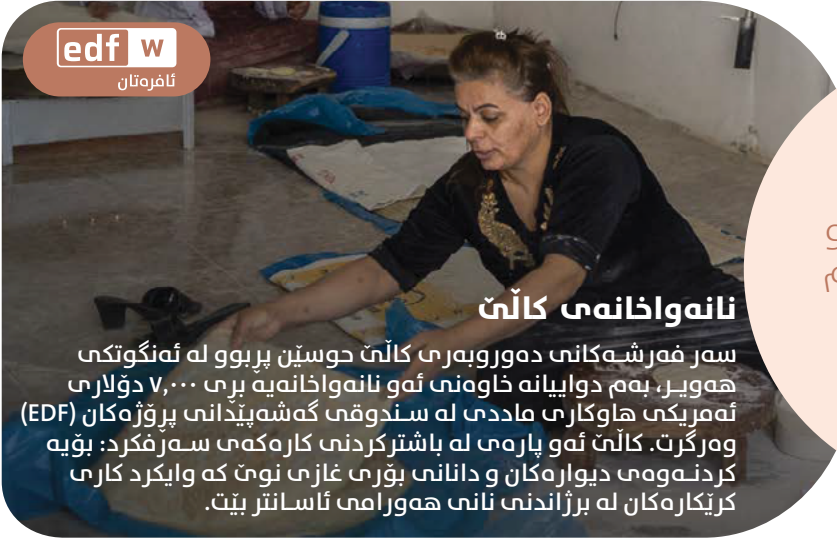 edf w
ئافرەتان
نانەواخانەی کاڵێ
سەر فەرشەکانی دەوروبەری کاڵێ حوسێن پڕبوو لە ئەنگوتکی
هەویر، بەم دواییانە خاوەنی ئەو نانەواخانەیە بڕی ٧,٠٠٠ دۆلاری
ئەمریکی هاوکاری ماددی لە سندوقی گەشەپێدانی پڕۆژەکان (EDF)
وەرگرت. کاڵێ ئەو پارەی لە باشترکردنی کارەکەی سەرفکرد: بۆیە
کردنەوەی دیوارەکان و دانانی بۆری غازی نوێ کە وایکرد کاری
کرێکارەکان لە برژاندنی نانی هەورامی ئاسانتر بێت.